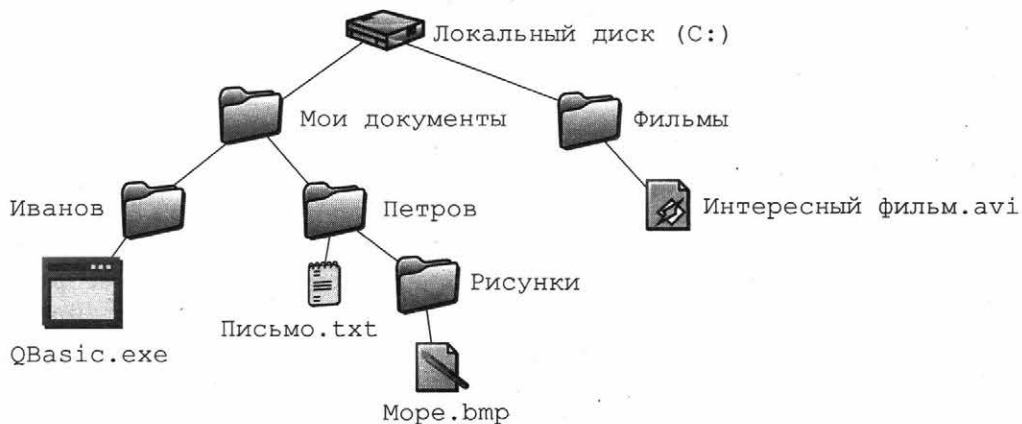 Локальный диск (C:)
Мои документы
Фильмы
Иванов
Петров
Интересный фильм.avi
Рисунки
Письмо.txt
QBasic.exe
Море.bmp